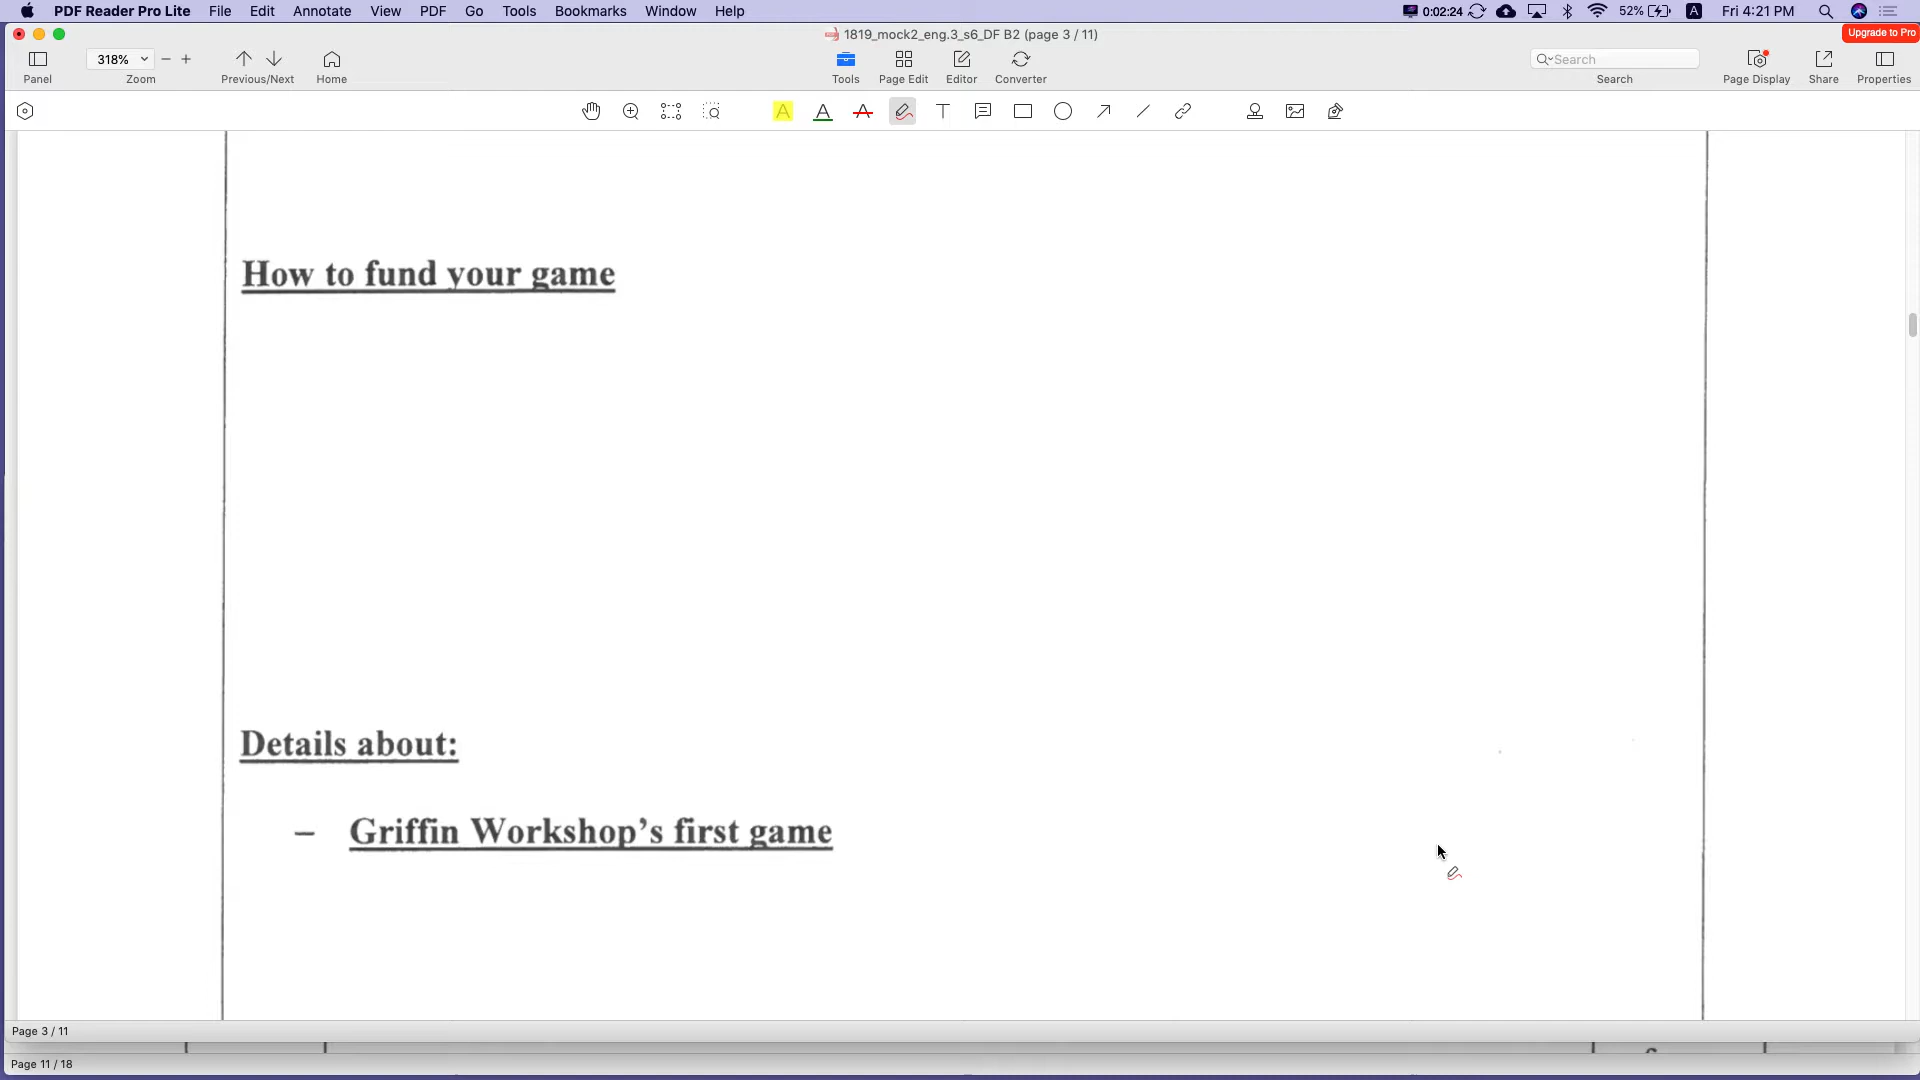 PDF Reader Pro Lite File Edit Annotate View PDF Go Tools Bookmarks Window Help 0:02:24 52% A Fri 4:21 PM
1819_mock2_eng.3_s6_DF B2 (page 3 / 11)
Upgrade to Pro
318%
Search
Panel Zoom Previous/Next Home Tools Page Edit Editor Converter Search Page Display Share Properties
A A A T
How to fund your game
Details about:
– Griffin Workshop's first game
Page 3 / 11
Page 11 / 18